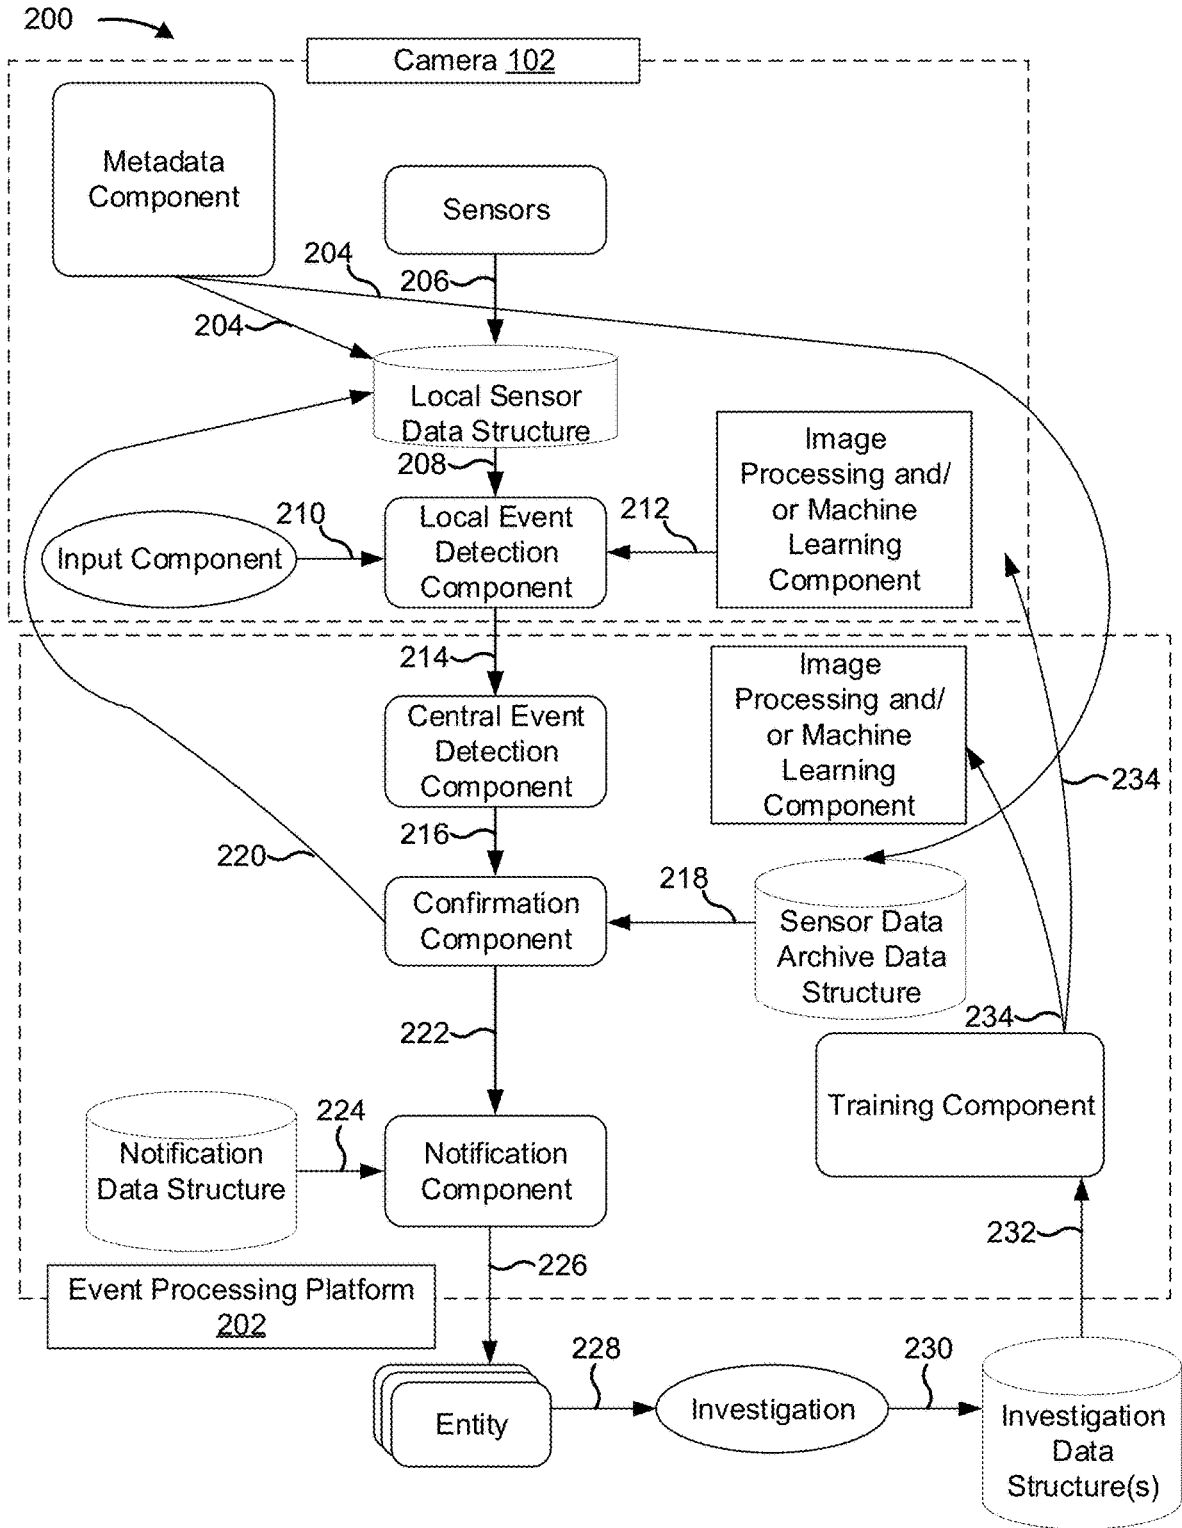 200
Camera 102
Metadata
Component
Sensors
204
206
204
Local Sensor
Data Structure
208
Image
Processing and/
or Machine
Learning
Component
210
Input Component
Local Event
Detection
Component
212
214
Image
Processing and/
or Machine
Learning
Component
Central Event
Detection
Component
234
216
220
Confirmation
Component
218
Sensor Data
Archive Data
Structure
234
222
Training Component
224
Notification
Data Structure
Notification
Component
232
226
Event Processing Platform
202
228
230
Entity
Investigation
Investigation
Data
Structure(s)